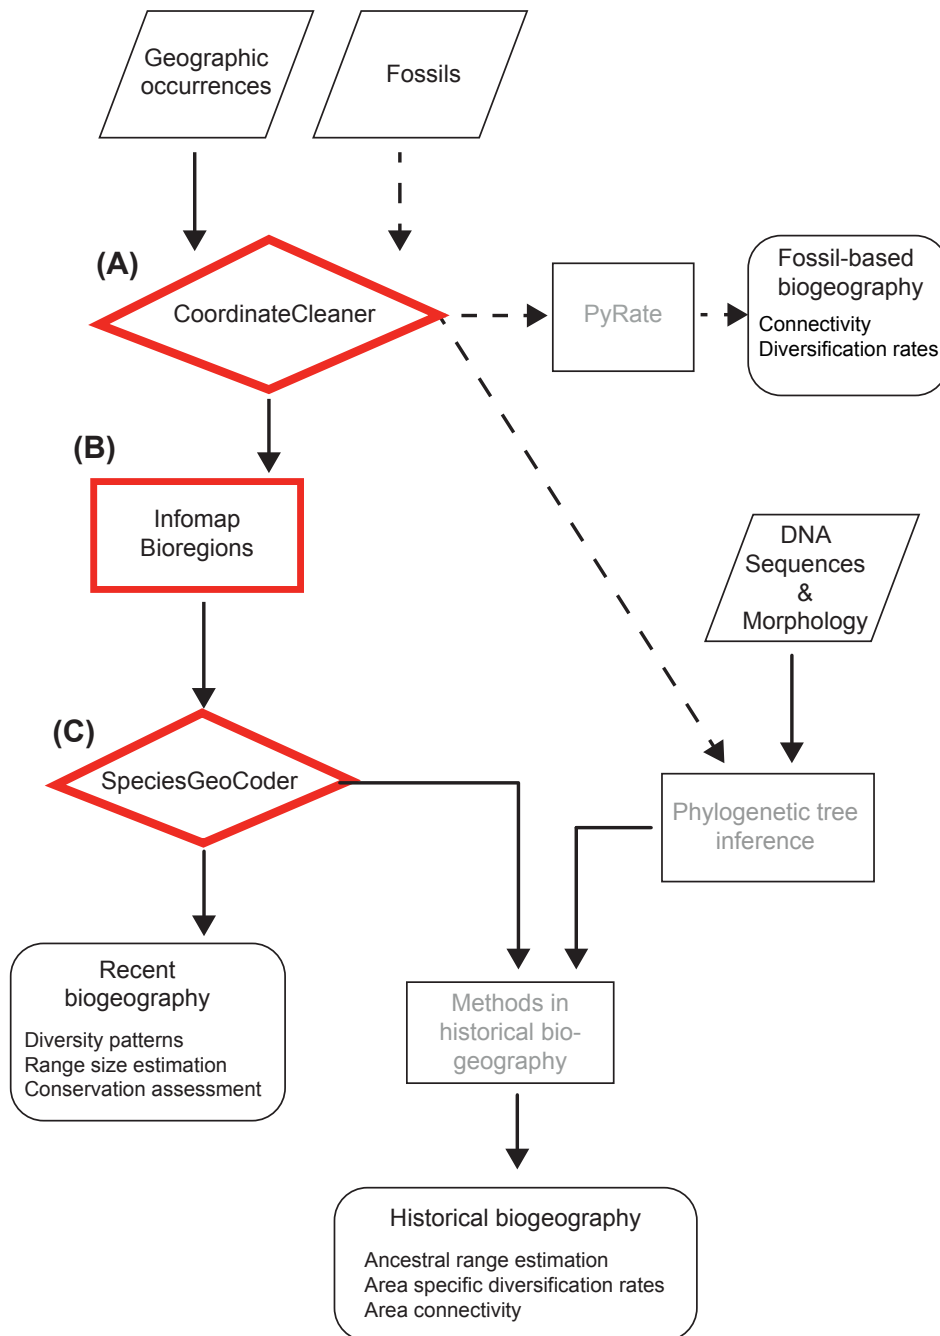 Geographic
occurrences
Fossils
(A)
CoordinateCleaner
PyRate
Fossil-based
biogeography
Connectivity
Diversification rates
(B)
Infomap
Bioregions
DNA
Sequences
&
Morphology
(C)
SpeciesGeoCoder
Phylogenetic tree
inference
Recent
biogeography
Diversity patterns
Range size estimation
Conservation assessment
Methods in
historical bio-
geography
Historical biogeography
Ancestral range estimation
Area specific diversification rates
Area connectivity